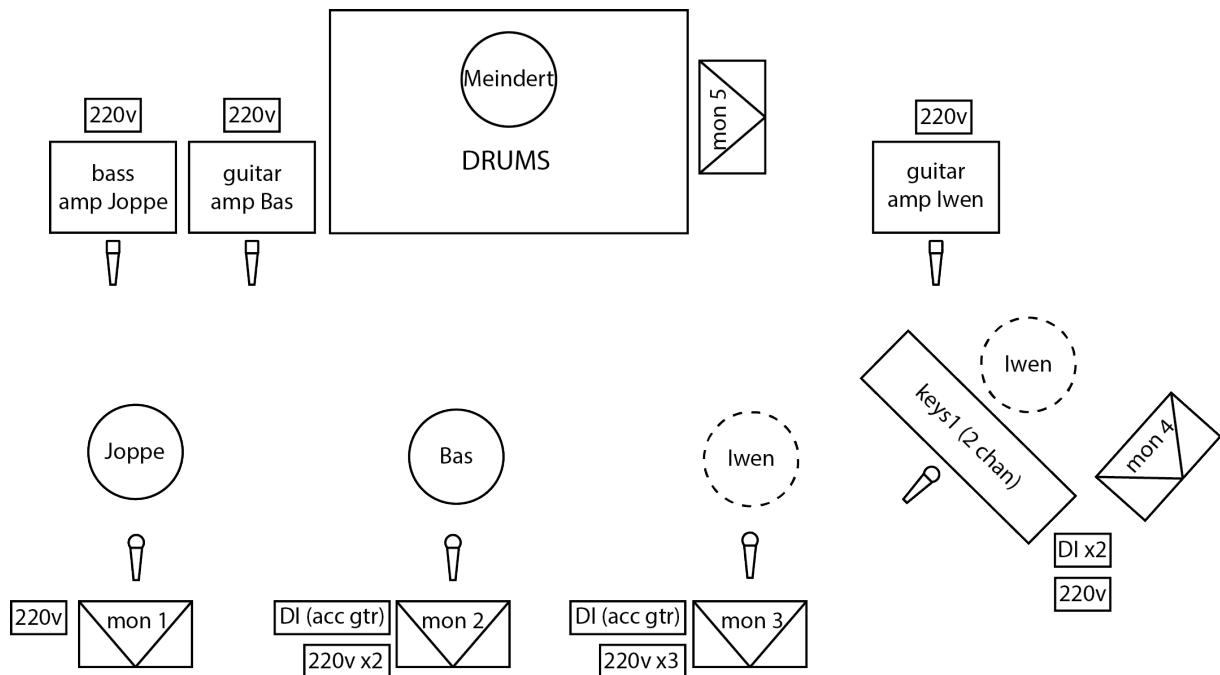 Meindert
DRUMS
mon 5
220v
220v
220v
bass
amp Joppe
guitar
amp Bas
guitar
amp Iwen
Iwen
keys1 (2 chan)
mon 4
Joppe
Bas
Iwen
DI x2
220v
220v
mon 1
DI (acc gtr)
220v x2
mon 2
DI (acc gtr)
220v x3
mon 3